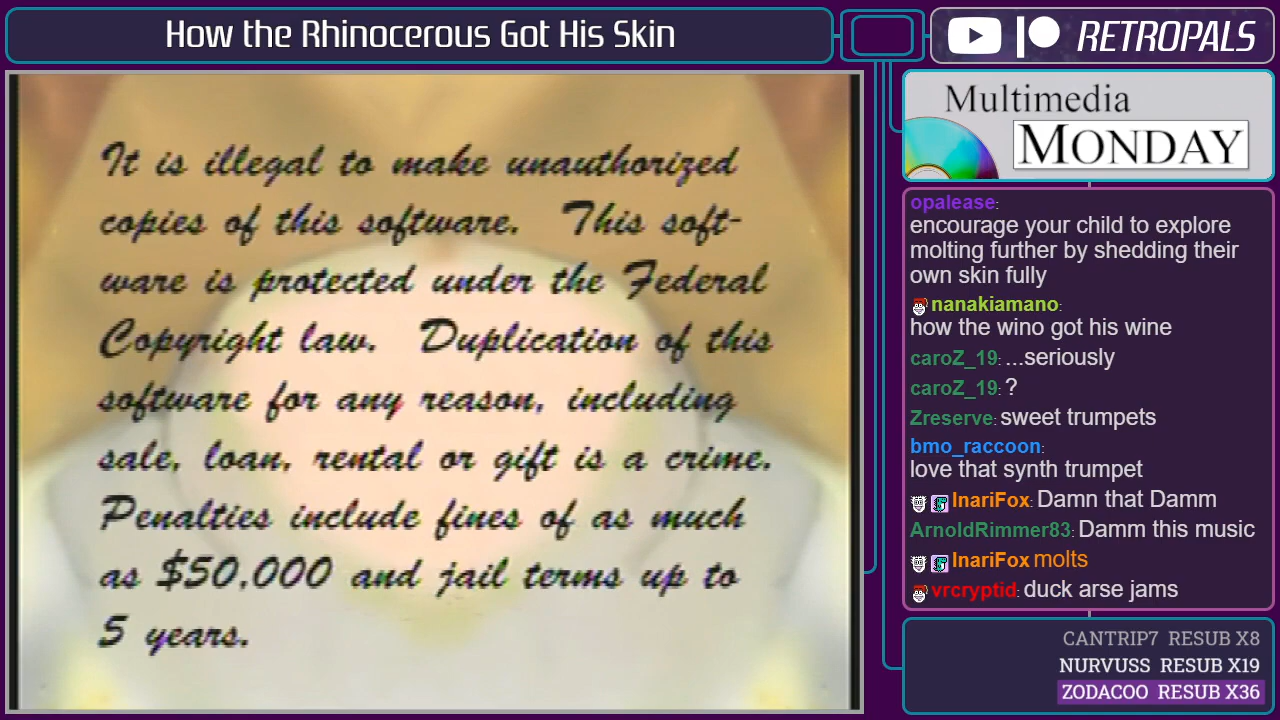 How the Rhinocerous Got His Skin
RETROPALS
It is illegal to make unauthorized
copies of this software. This soft-
ware is protected under the Federal
Copyright law. Duplication of this
software for any reason, including
sale, loan, rental or gift is a crime.
Penalties include fines of as much
as $50,000 and jail terms up to
5 years.
Multimedia
MONDAY
opalease:
encourage your child to explore
molting further by shedding their
own skin fully
nanakiamano:
how the wino got his wine
caroZ_19: ...seriously
caroZ_19: ?
Zreserve: sweet trumpets
bmo_raccoon:
love that synth trumpet
InariFox: Damn that Damm
ArnoldRimmer83: Damm this music
InariFox molts
vrcryptid: duck arse jams
CANTRIP7 RESUB X8
NURVUSS RESUB X19
ZODACOO RESUB X36